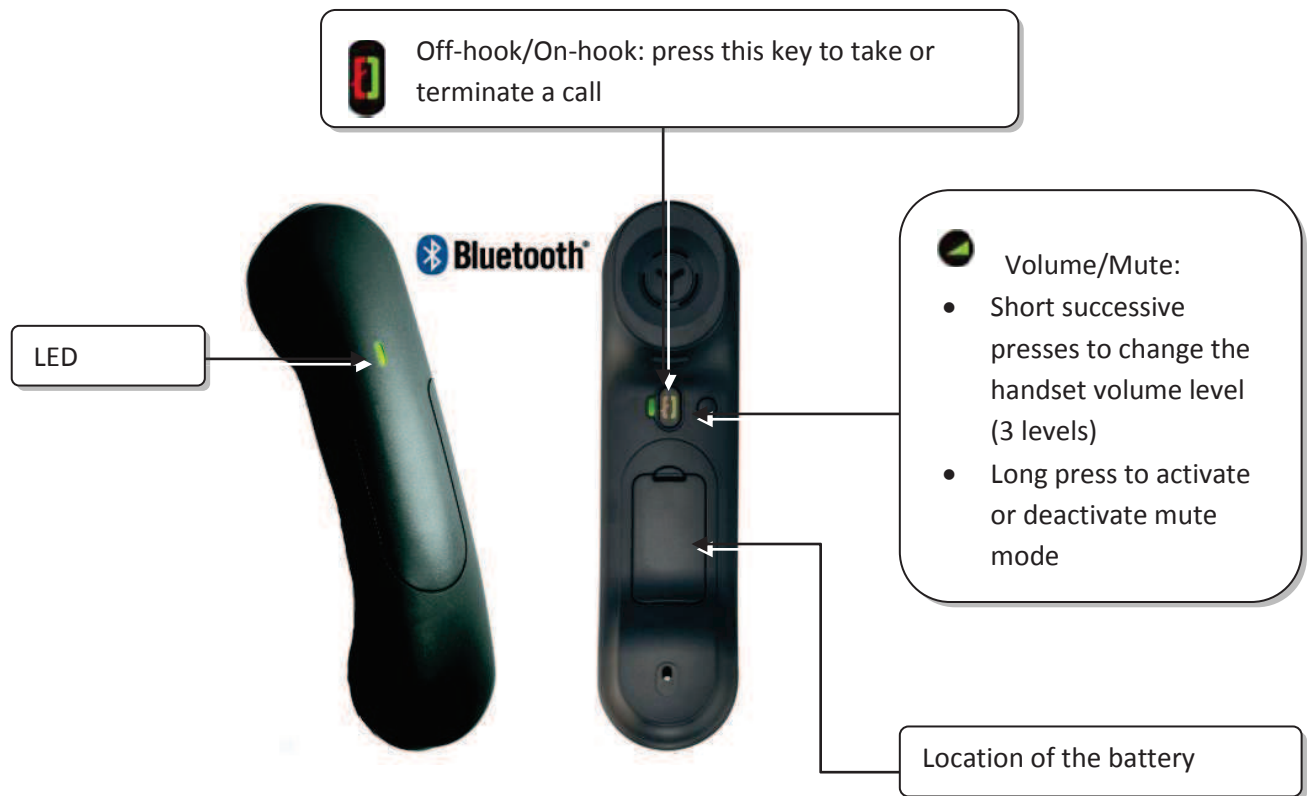 Off-hook/On-hook: press this key to take or
terminate a call
Bluetooth®
LED
Volume/Mute:
• Short successive
presses to change the
handset volume level
(3 levels)
• Long press to activate
or deactivate mute
mode
Location of the battery